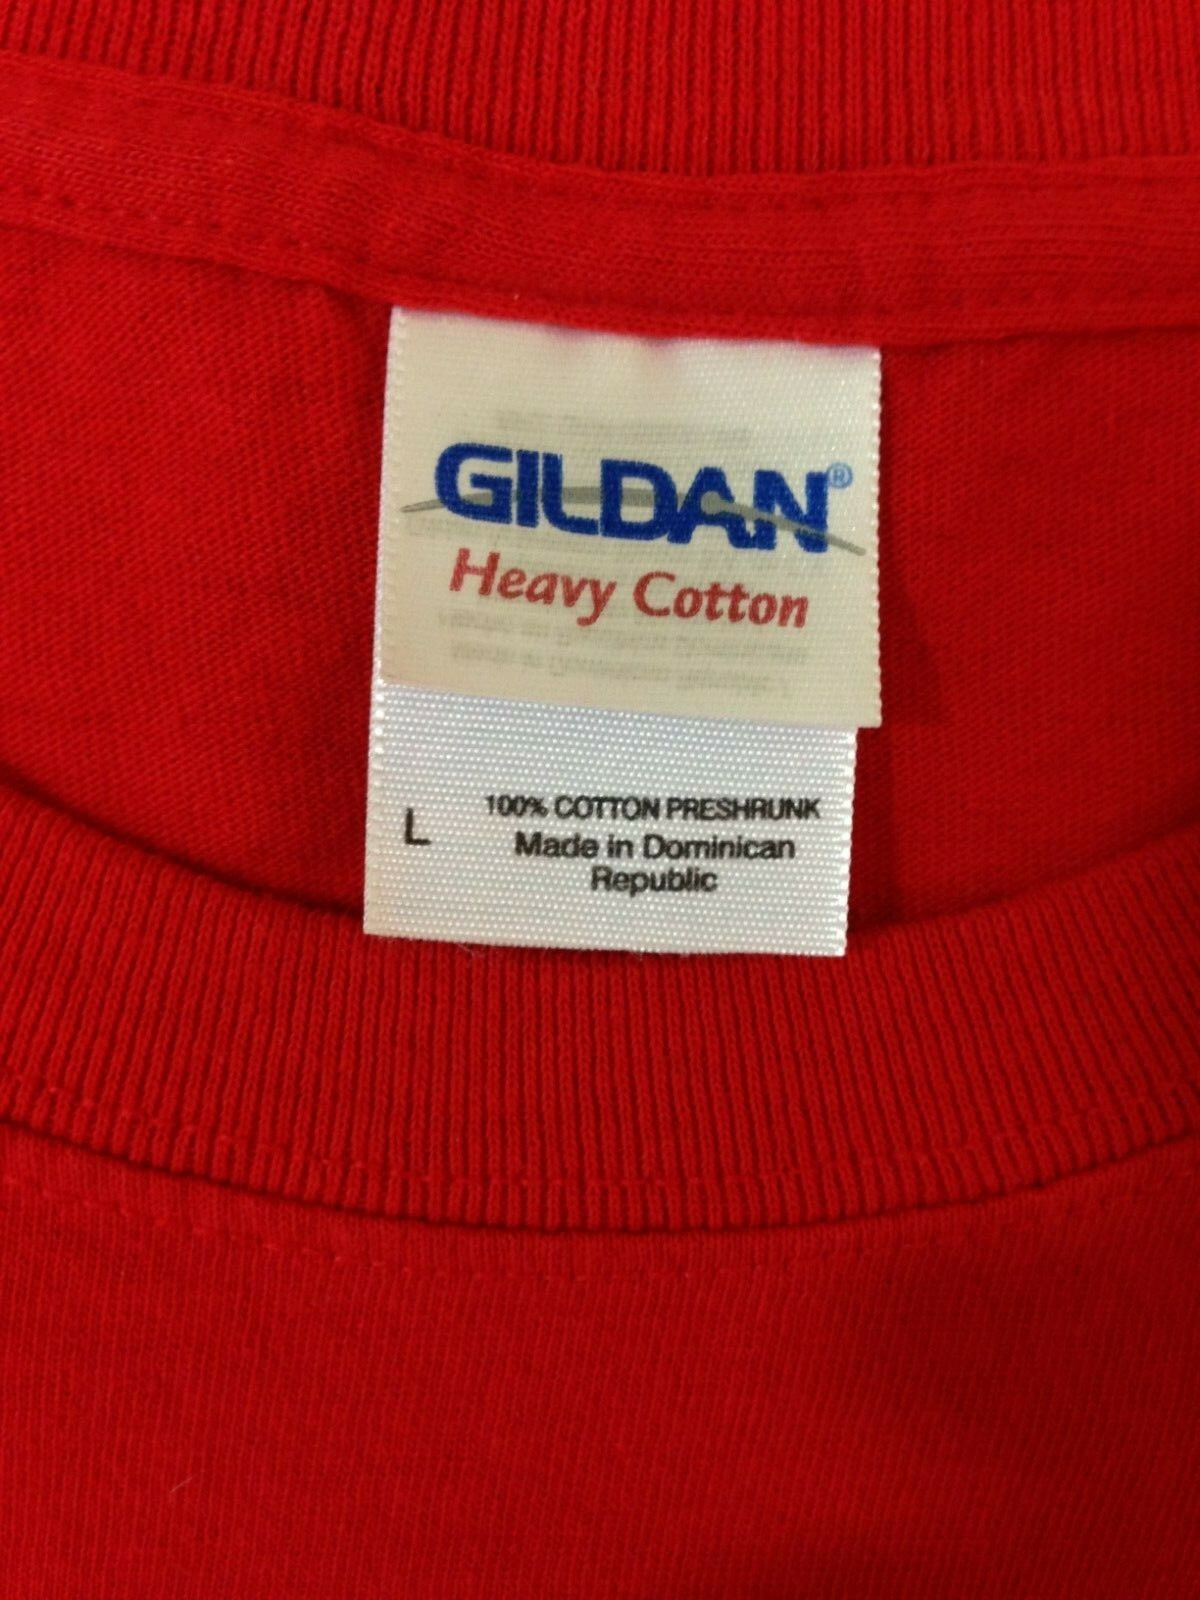 GILDAN®
Heavy Cotton
L
100% COTTON PRESHRUNK
Made in Dominican
Republic